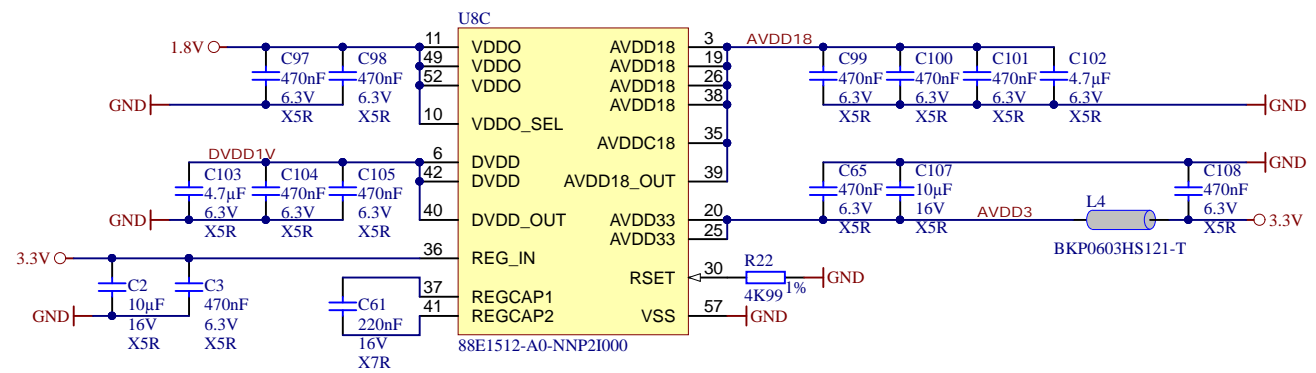 U8C
1.8V
C97
470nF
6.3V
X5R
C98
470nF
6.3V
X5R
GND
11 VDDO
49 VDDO
52 VDDO
10 VDDO_SEL
DVDD1V
C103
4.7µF
6.3V
X5R
C104
470nF
6.3V
X5R
C105
470nF
6.3V
X5R
GND
6 DVDD
42 DVDD
40 DVDD_OUT
3.3V
36 REG_IN
C2
10µF
16V
X5R
C3
470nF
6.3V
X5R
GND
C61
220nF
16V
X7R
37 REGCAP1
41 REGCAP2
AVDD18 3
AVDD18 19
AVDD18 26
AVDD18 38
AVDDC18 35
AVDD18_OUT 39
AVDD33 20
AVDD33 25
RSET 30
VSS 57
88E1512-A0-NNP2I000
AVDD18
C99
470nF
6.3V
X5R
C100
470nF
6.3V
X5R
C101
470nF
6.3V
X5R
C102
4.7µF
6.3V
X5R
GND
GND
C65
470nF
6.3V
X5R
C107
10µF
16V
X5R
AVDD3
L4
BKP0603HS121-T
C108
470nF
6.3V
X5R
3.3V
R22
4K99
1%
GND
GND